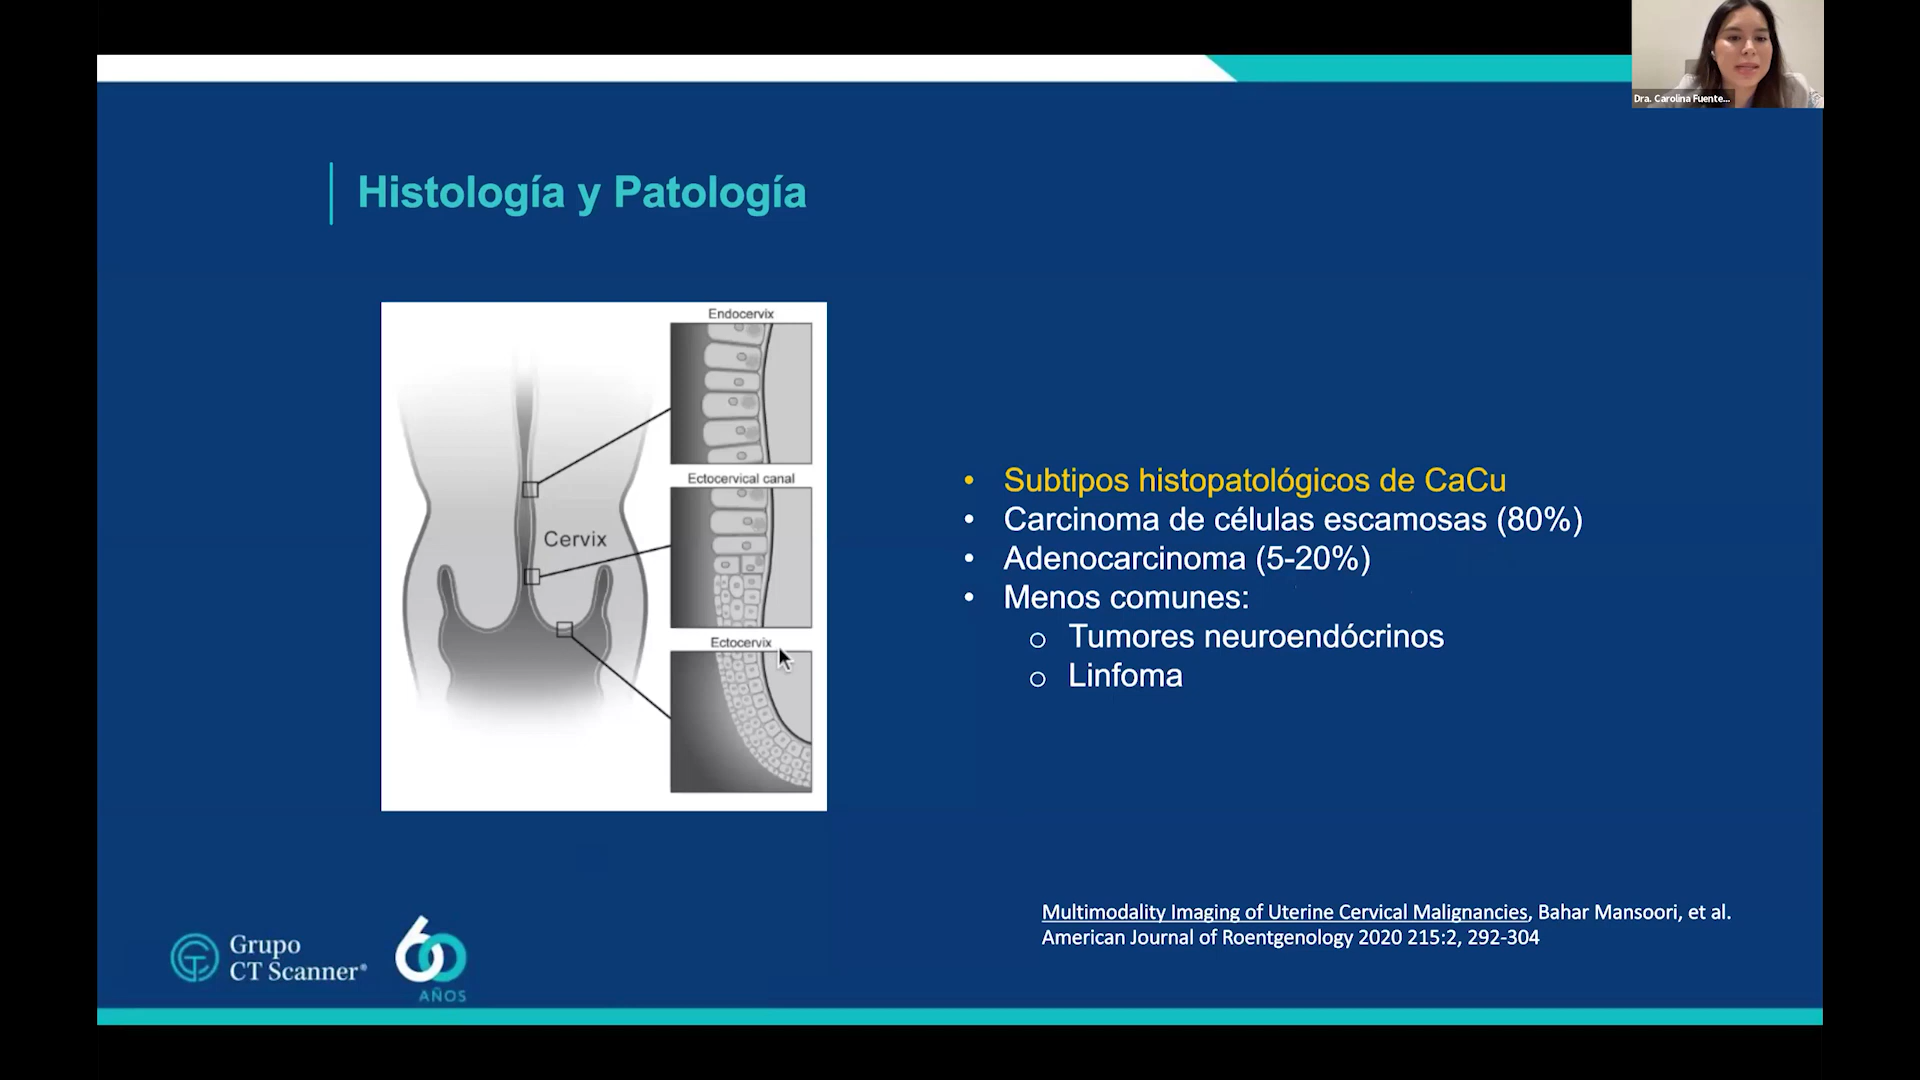 Dra. Carolina Fuente...
Histología y Patología
Endocervix
Ectocervical canal
Cervix
Ectocervix
• Subtipos histopatológicos de CaCu
• Carcinoma de células escamosas (80%)
• Adenocarcinoma (5-20%)
• Menos comunes:
o Tumores neuroendócrinos
o Linfoma
Multimodality Imaging of Uterine Cervical Malignancies, Bahar Mansoori, et al.
American Journal of Roentgenology 2020 215:2, 292-304
Grupo
CT Scanner®
60
AÑOS